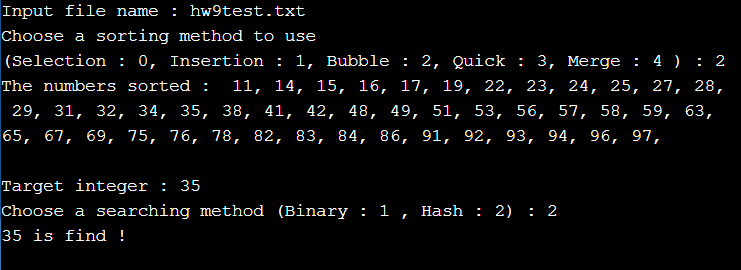 Input file name : hw9test.txt
Choose a sorting method to use
(Selection : 0, Insertion : 1, Bubble : 2, Quick : 3, Merge : 4 ) : 2
The numbers sorted :  11, 14, 15, 16, 17, 19, 22, 23, 24, 25, 27, 28,
 29, 31, 32, 34, 35, 38, 41, 42, 48, 49, 51, 53, 56, 57, 58, 59, 63,
65, 67, 69, 75, 76, 78, 82, 83, 84, 86, 91, 92, 93, 94, 96, 97,
Target integer : 35
Choose a searching method (Binary : 1 , Hash : 2) : 2
35 is find !